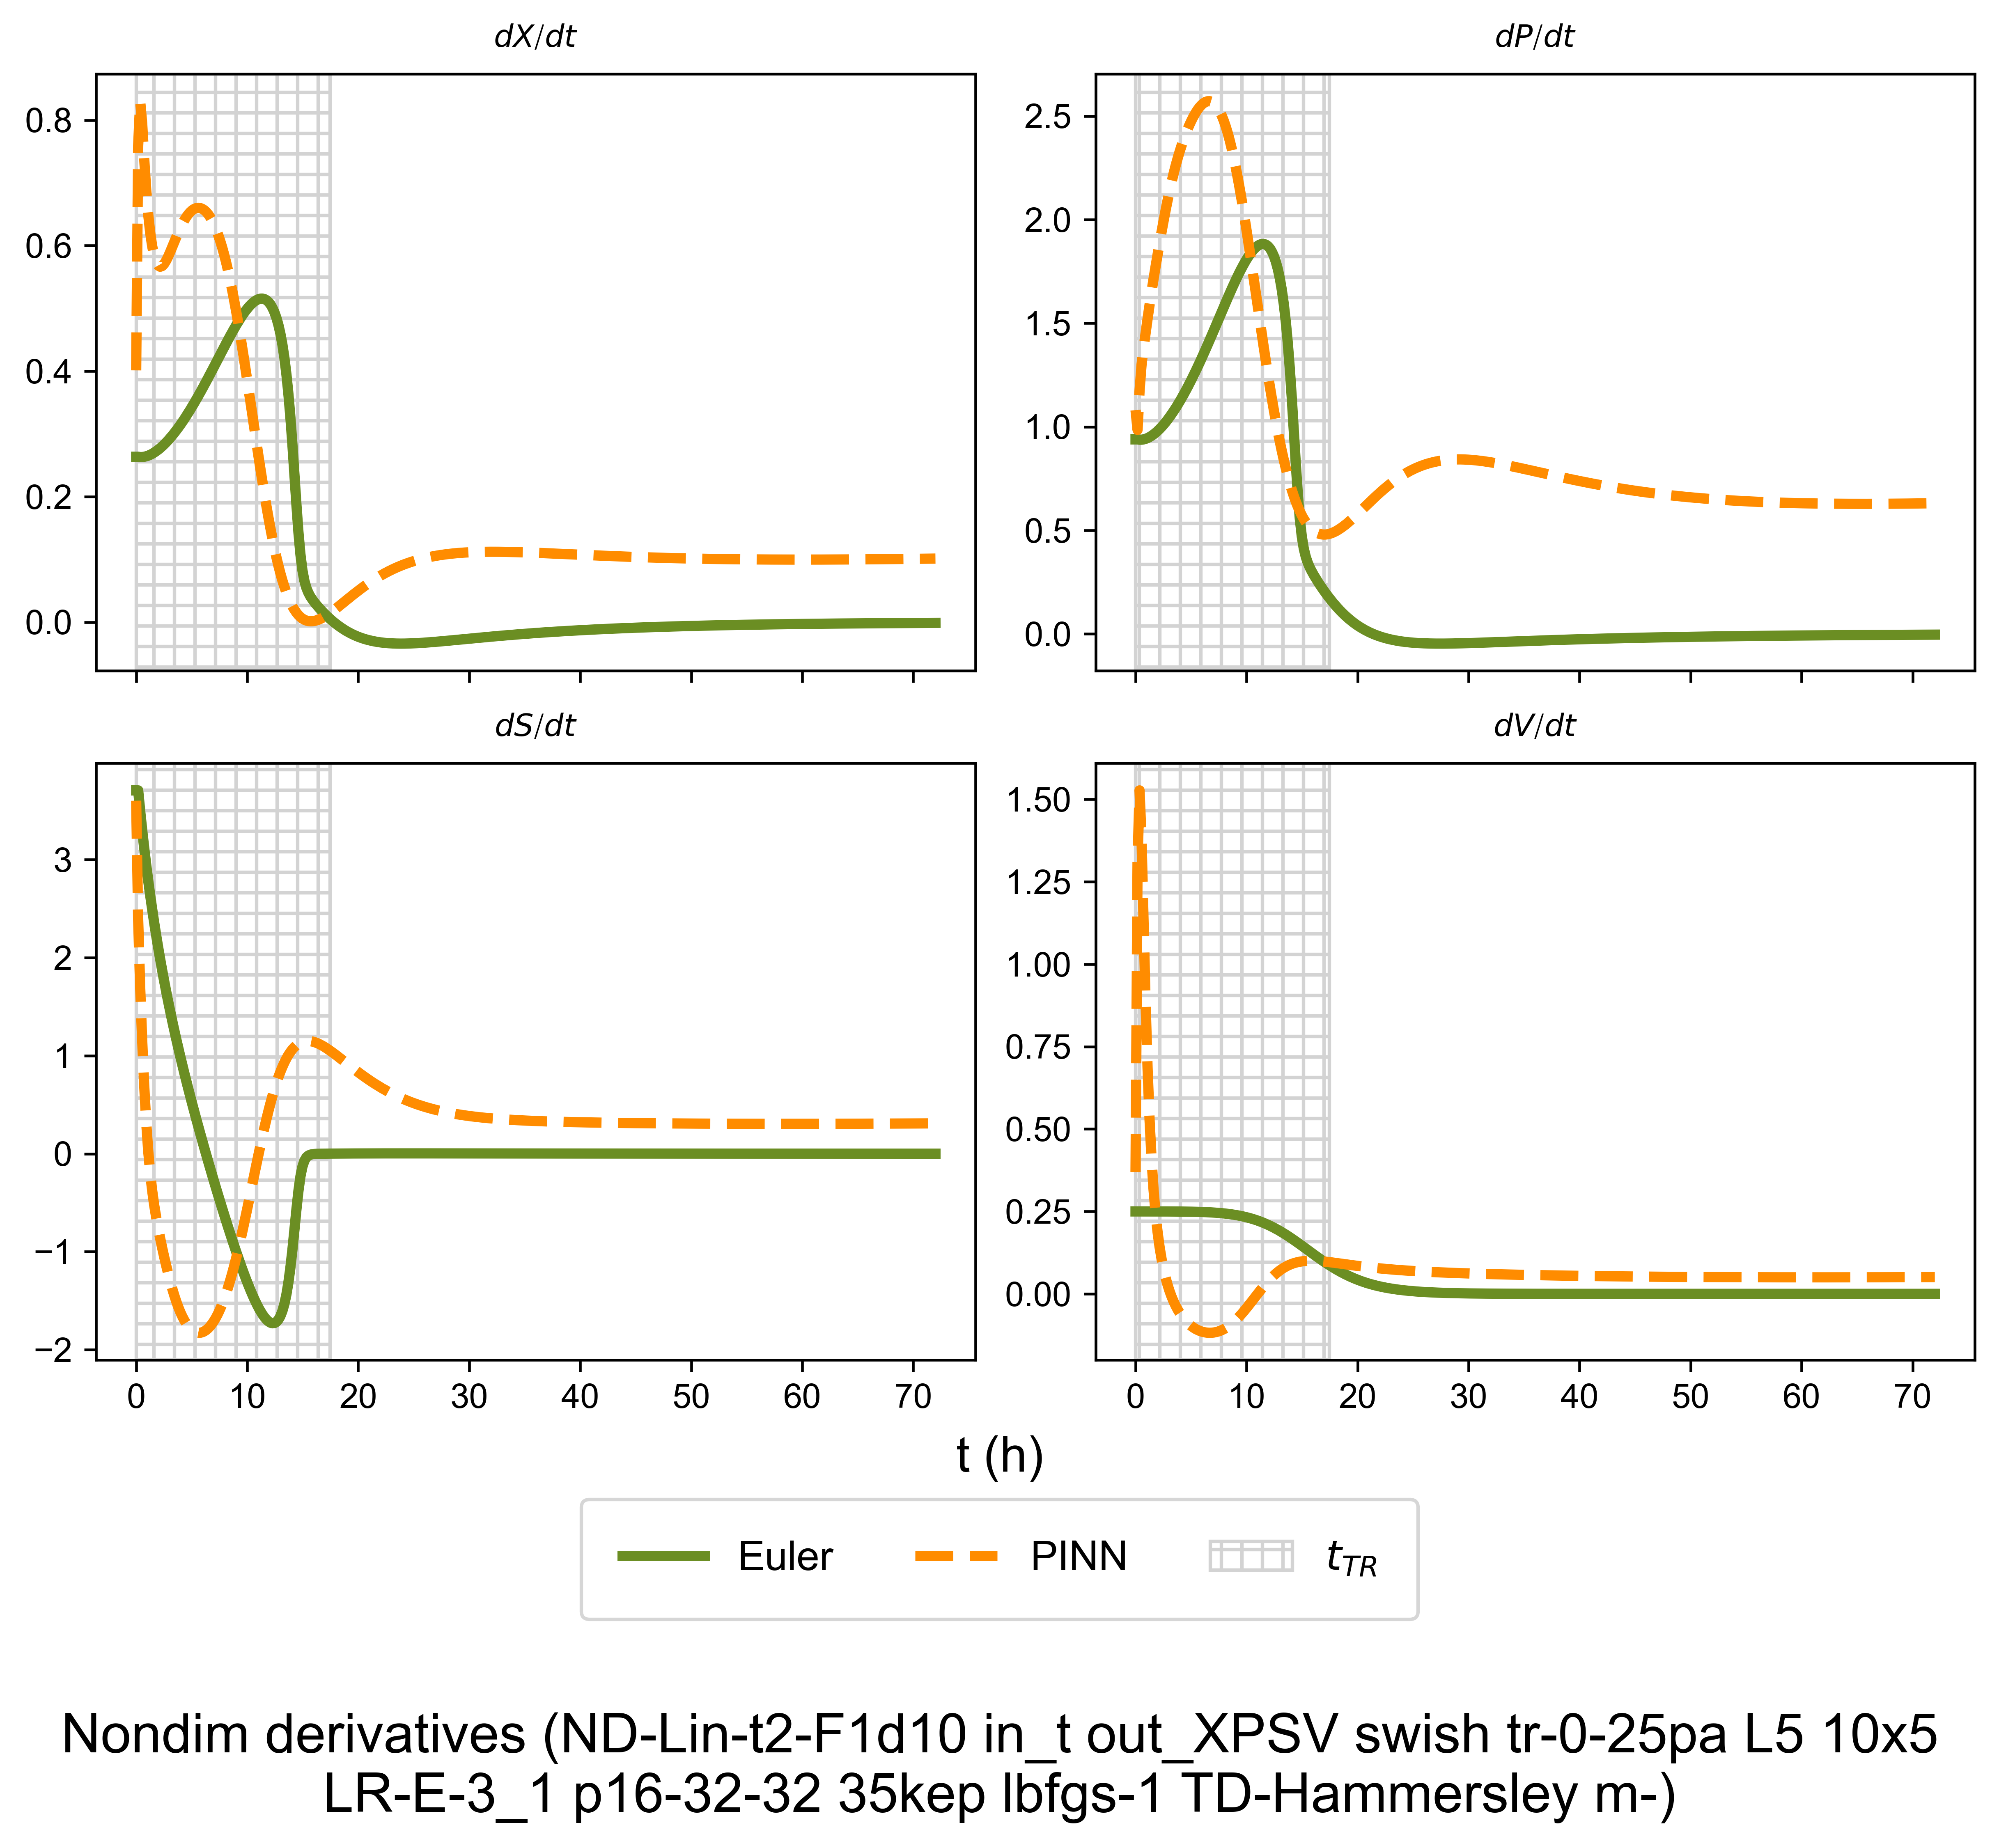 dX/dt
dP/dt
0.8
0.6
0.4
0.2
0.0
2.5
2.0
1.5
1.0
0.5
0.0
dS/dt
dV/dt
3
2
1
0
−1
−2
1.50
1.25
1.00
0.75
0.50
0.25
0.00
0 10 20 30 40 50 60 70
0 10 20 30 40 50 60 70
t (h)
Euler PINN t_TR
Nondim derivatives (ND-Lin-t2-F1d10 in_t out_XPSV swish tr-0-25pa L5 10x5
LR-E-3_1 p16-32-32 35kep lbfgs-1 TD-Hammersley m-)